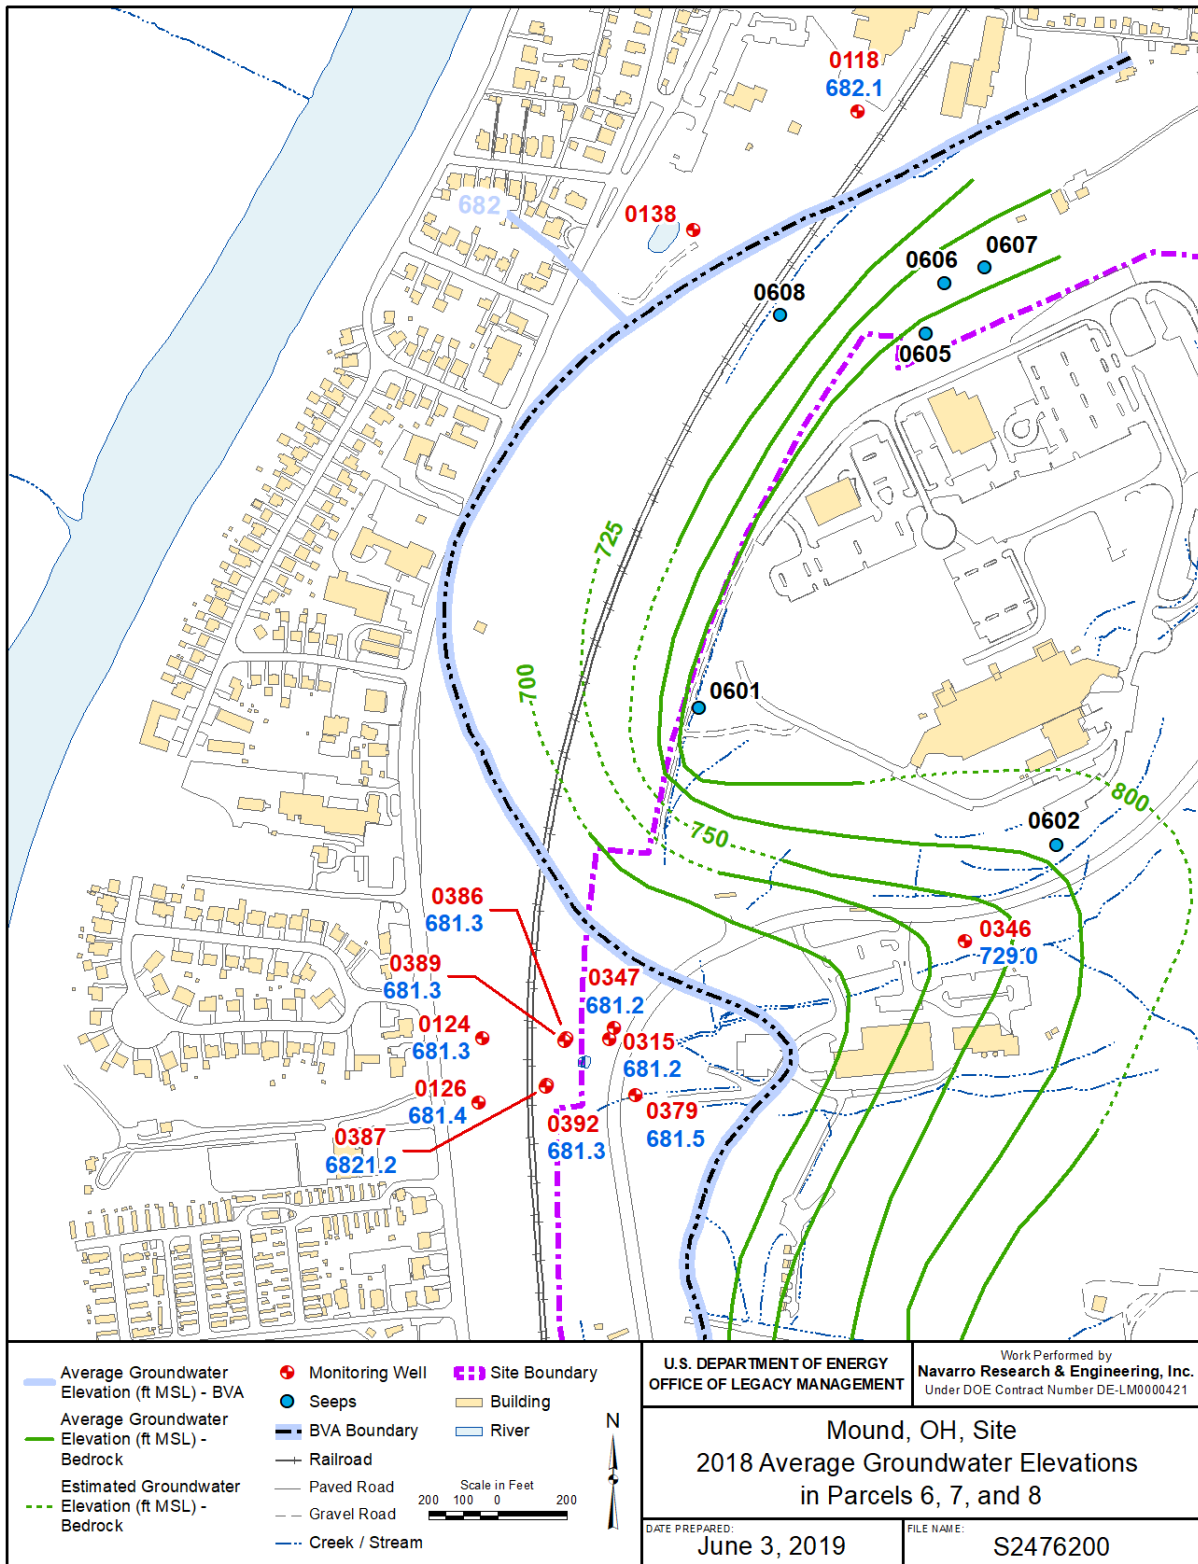 0118
682.1
682
0138
0607
0606
0608
0605
725
700
0601
800
750
0602
0386
681.3
0346
729.0
0389
681.3
0347
681.2
0124
681.3
0315
681.2
0126
681.4
0392
681.3
0379
681.5
0387
6821.2
Average Groundwater
Elevation (ft MSL) - BVA
Average Groundwater
Elevation (ft MSL) -
Bedrock
Estimated Groundwater
Elevation (ft MSL) -
Bedrock
Monitoring Well
Seeps
BVA Boundary
Railroad
Paved Road
Gravel Road
Creek / Stream
Site Boundary
Building
River
Scale in Feet
200 100 0 200
N
U.S. DEPARTMENT OF ENERGY
OFFICE OF LEGACY MANAGEMENT
Work Performed by
Navarro Research & Engineering, Inc.
Under DOE Contract Number DE-LM0000421
Mound, OH, Site
2018 Average Groundwater Elevations
in Parcels 6, 7, and 8
DATE PREPARED:
June 3, 2019
FILE NAME:
S2476200